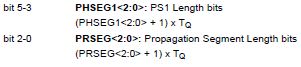 bit 5-3 PHSEG1<2:0>: PS1 Length bits
(PHSEG1<2:0> + 1) x TQ
bit 2-0 PRSEG<2:0>: Propagation Segment Length bits
(PRSEG<2:0> + 1) x TQ